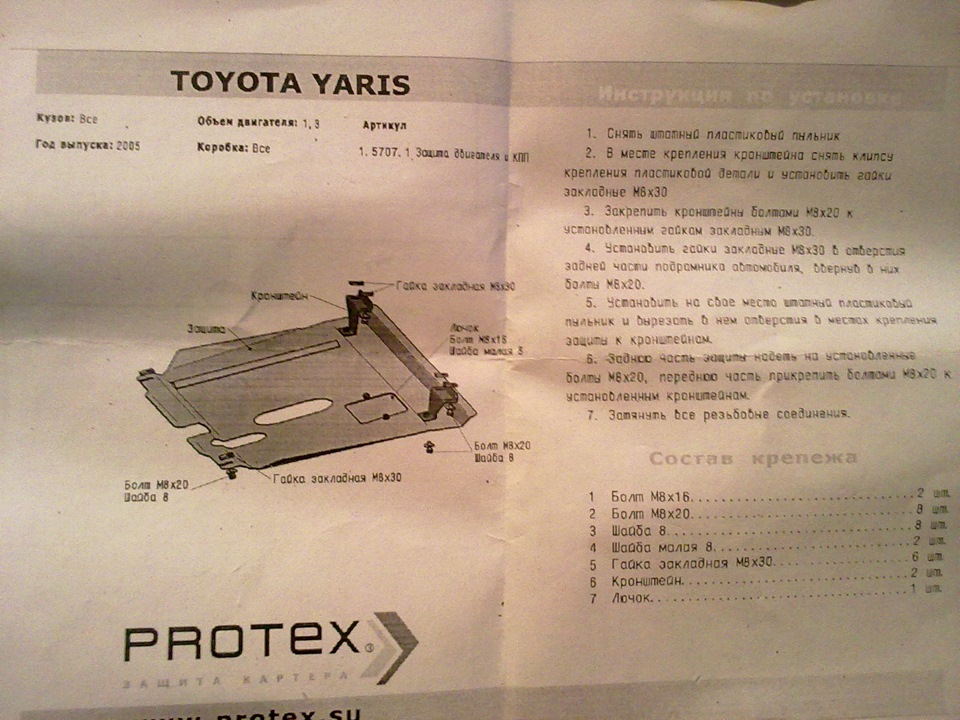 TOYOTA YARIS
Кузов: Все
Объем двигателя: 1,3
Артикул
Год выпуска: 2005
Коробка: Все
1.5707.1 Защита двигателя и КПП
Кронштейн
Гайка закладная М8х30
Защита
Лючок
Болт М8х16
Шайба малая 8
Болт М8х20
Шайба 8
Гайка закладная М8х30
Болт М8х20
Шайба 8
PROTEX®
ЗАЩИТА КАРТЕРА
www.protex.su
Инструкция по установке
1. Снять штатный пластиковый пыльник
2. В месте крепления кронштейна снять клипсу
крепления пластиковой детали и установить гайки
закладные М8х30
3. Закрепить кронштейны болтами М8х20 к
установленным гайкам закладным М8х30.
4. Установить гайки закладные М8х30 в отверстия
задней части подрамника автомобиля, ввернув в них
болты М8х20.
5. Установить на свое место штатный пластиковый
пыльник и вырезать в нем отверстия в местах крепления
защиты к кронштейнам.
6. Заднюю часть защиты надеть на установленные
болты М8х20, переднюю часть прикрепить болтами М8х20 к
установленным кронштейнам.
7. Затянуть все резьбовые соединения.
Состав крепежа
1 Болт М8х16........................2 шт.
2 Болт М8х20........................8 шт.
3 Шайба 8...........................8 шт.
4 Шайба малая 8.....................2 шт.
5 Гайка закладная М8х30.............6 шт.
6 Кронштейн.........................2 шт.
7 Лючок.............................1 шт.